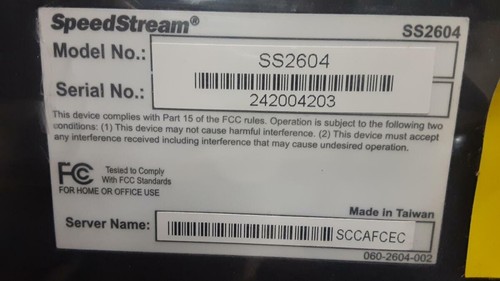 SpeedStream® SS2604
Model No.: SS2604
Serial No.: 242004203
This device complies with Part 15 of the FCC rules. Operation is subject to the following two
conditions: (1) This device may not cause harmful interference. (2) This device must accept
any interference received including interference that may cause undesired operation.
FC Tested to Comply
With FCC Standards
FOR HOME OR OFFICE USE
Made in Taiwan
Server Name: SCCAFCEC
060-2604-002